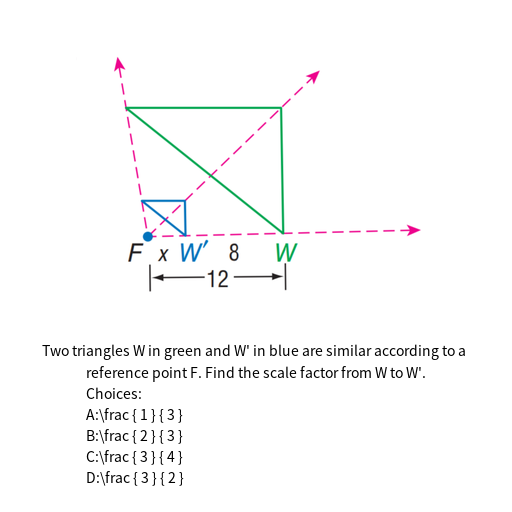 F x W′ 8 W
12
Two triangles W in green and W' in blue are similar according to a
reference point F. Find the scale factor from W to W'.
Choices:
A:\frac { 1 } { 3 }
B:\frac { 2 } { 3 }
C:\frac { 3 } { 4 }
D:\frac { 3 } { 2 }